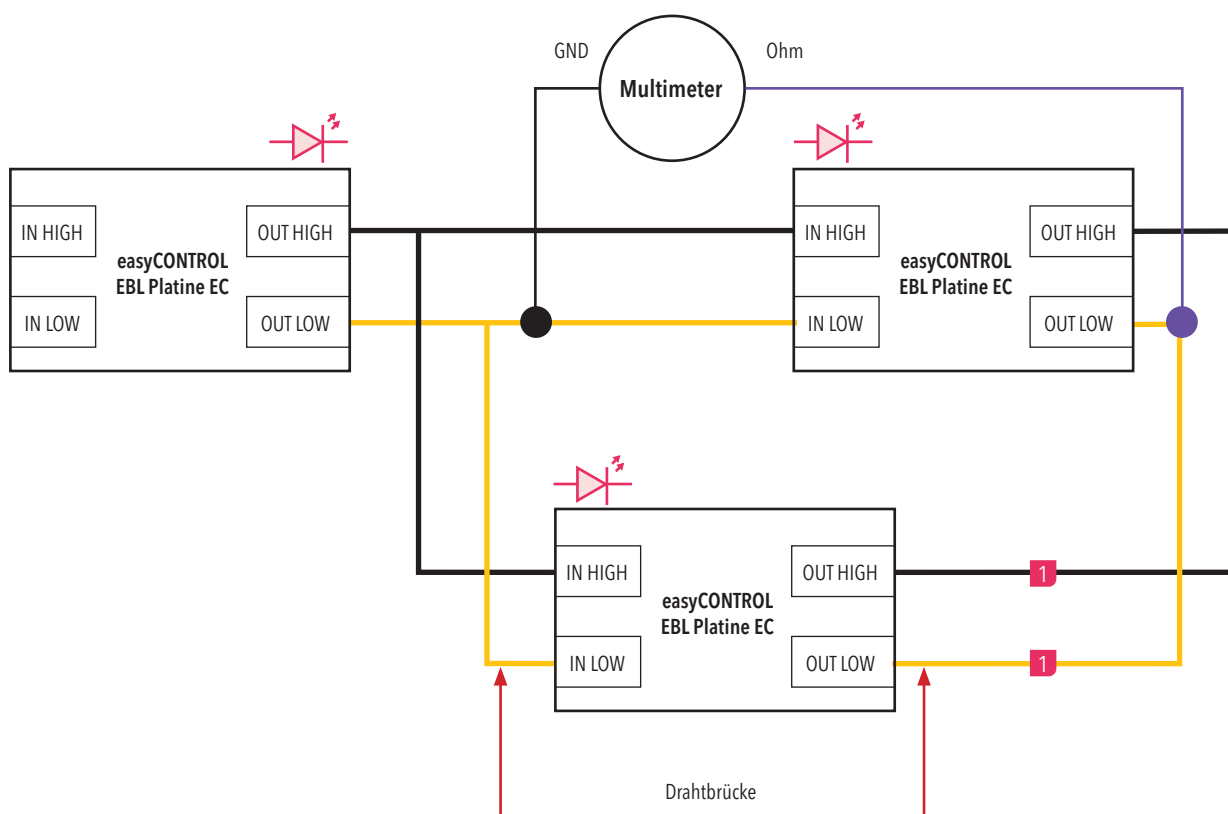 GND
Ohm
Multimeter
IN HIGH
OUT HIGH
easyCONTROL
EBL Platine EC
IN LOW
OUT LOW
IN HIGH
OUT HIGH
easyCONTROL
EBL Platine EC
IN LOW
OUT LOW
IN HIGH
OUT HIGH
1
easyCONTROL
EBL Platine EC
IN LOW
OUT LOW
1
Drahtbrücke